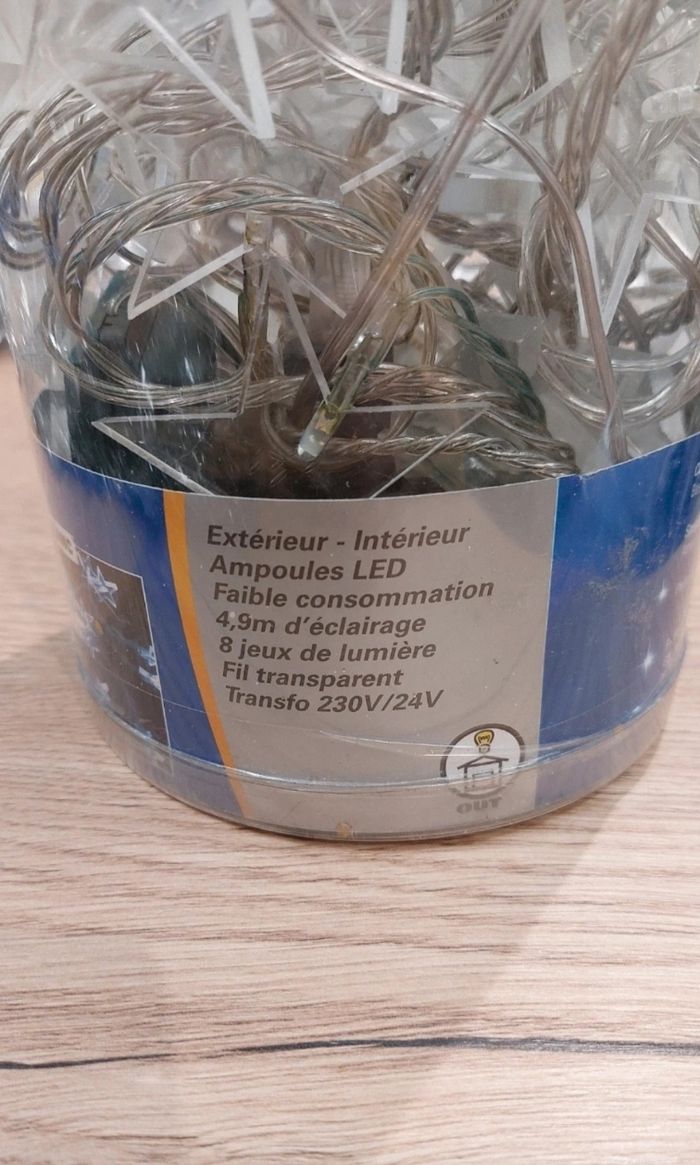 Extérieur - Intérieur
Ampoules LED
Faible consommation
4,9m d'éclairage
8 jeux de lumière
Fil transparent
Transfo 230V/24V
OUT